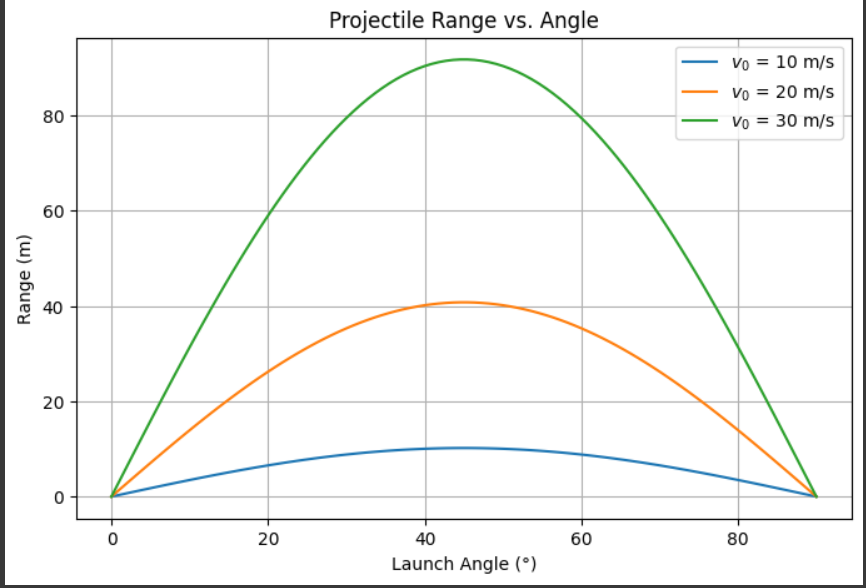 Projectile Range vs. Angle
v₀ = 10 m/s
v₀ = 20 m/s
v₀ = 30 m/s
80
60
40
20
0
Range (m)
0 20 40 60 80
Launch Angle (°)